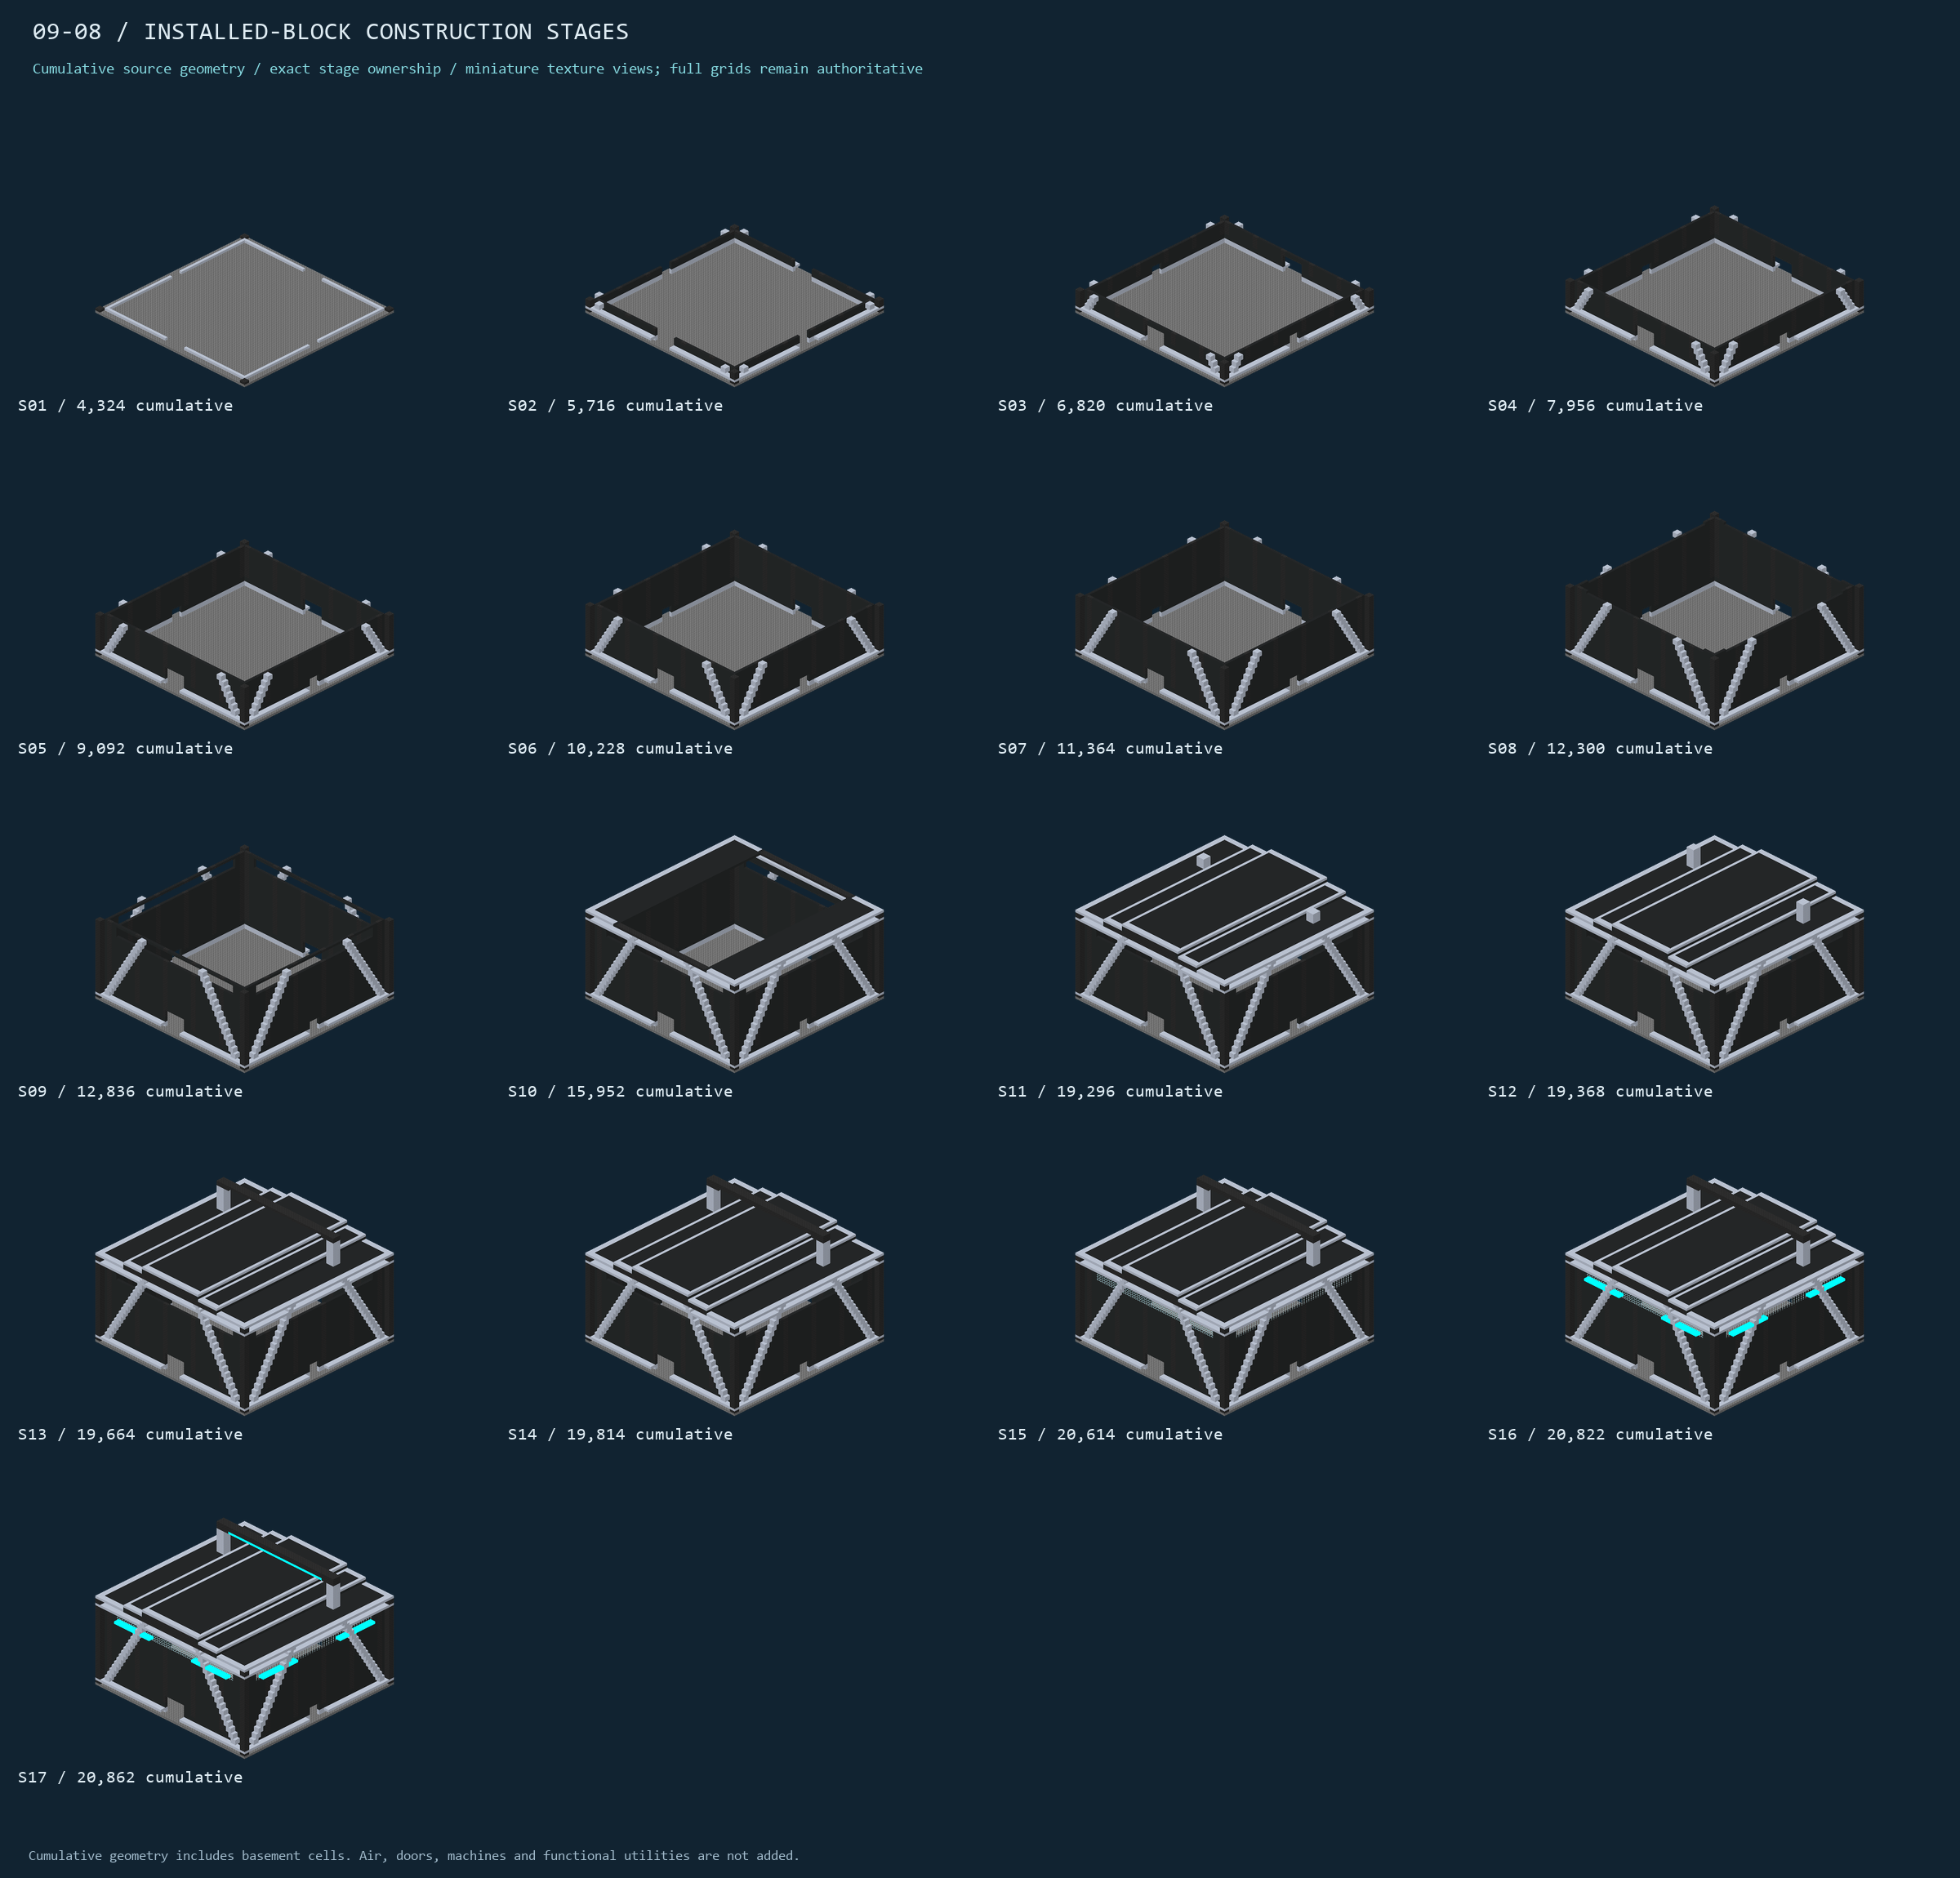 09-08 / INSTALLED-BLOCK CONSTRUCTION STAGES
Cumulative source geometry / exact stage ownership / miniature texture views; full grids remain authoritative
S01 / 4,324 cumulative
S02 / 5,716 cumulative
S03 / 6,820 cumulative
S04 / 7,956 cumulative
S05 / 9,092 cumulative
S06 / 10,228 cumulative
S07 / 11,364 cumulative
S08 / 12,300 cumulative
S09 / 12,836 cumulative
S10 / 15,952 cumulative
S11 / 19,296 cumulative
S12 / 19,368 cumulative
S13 / 19,664 cumulative
S14 / 19,814 cumulative
S15 / 20,614 cumulative
S16 / 20,822 cumulative
S17 / 20,862 cumulative
Cumulative geometry includes basement cells. Air, doors, machines and functional utilities are not added.